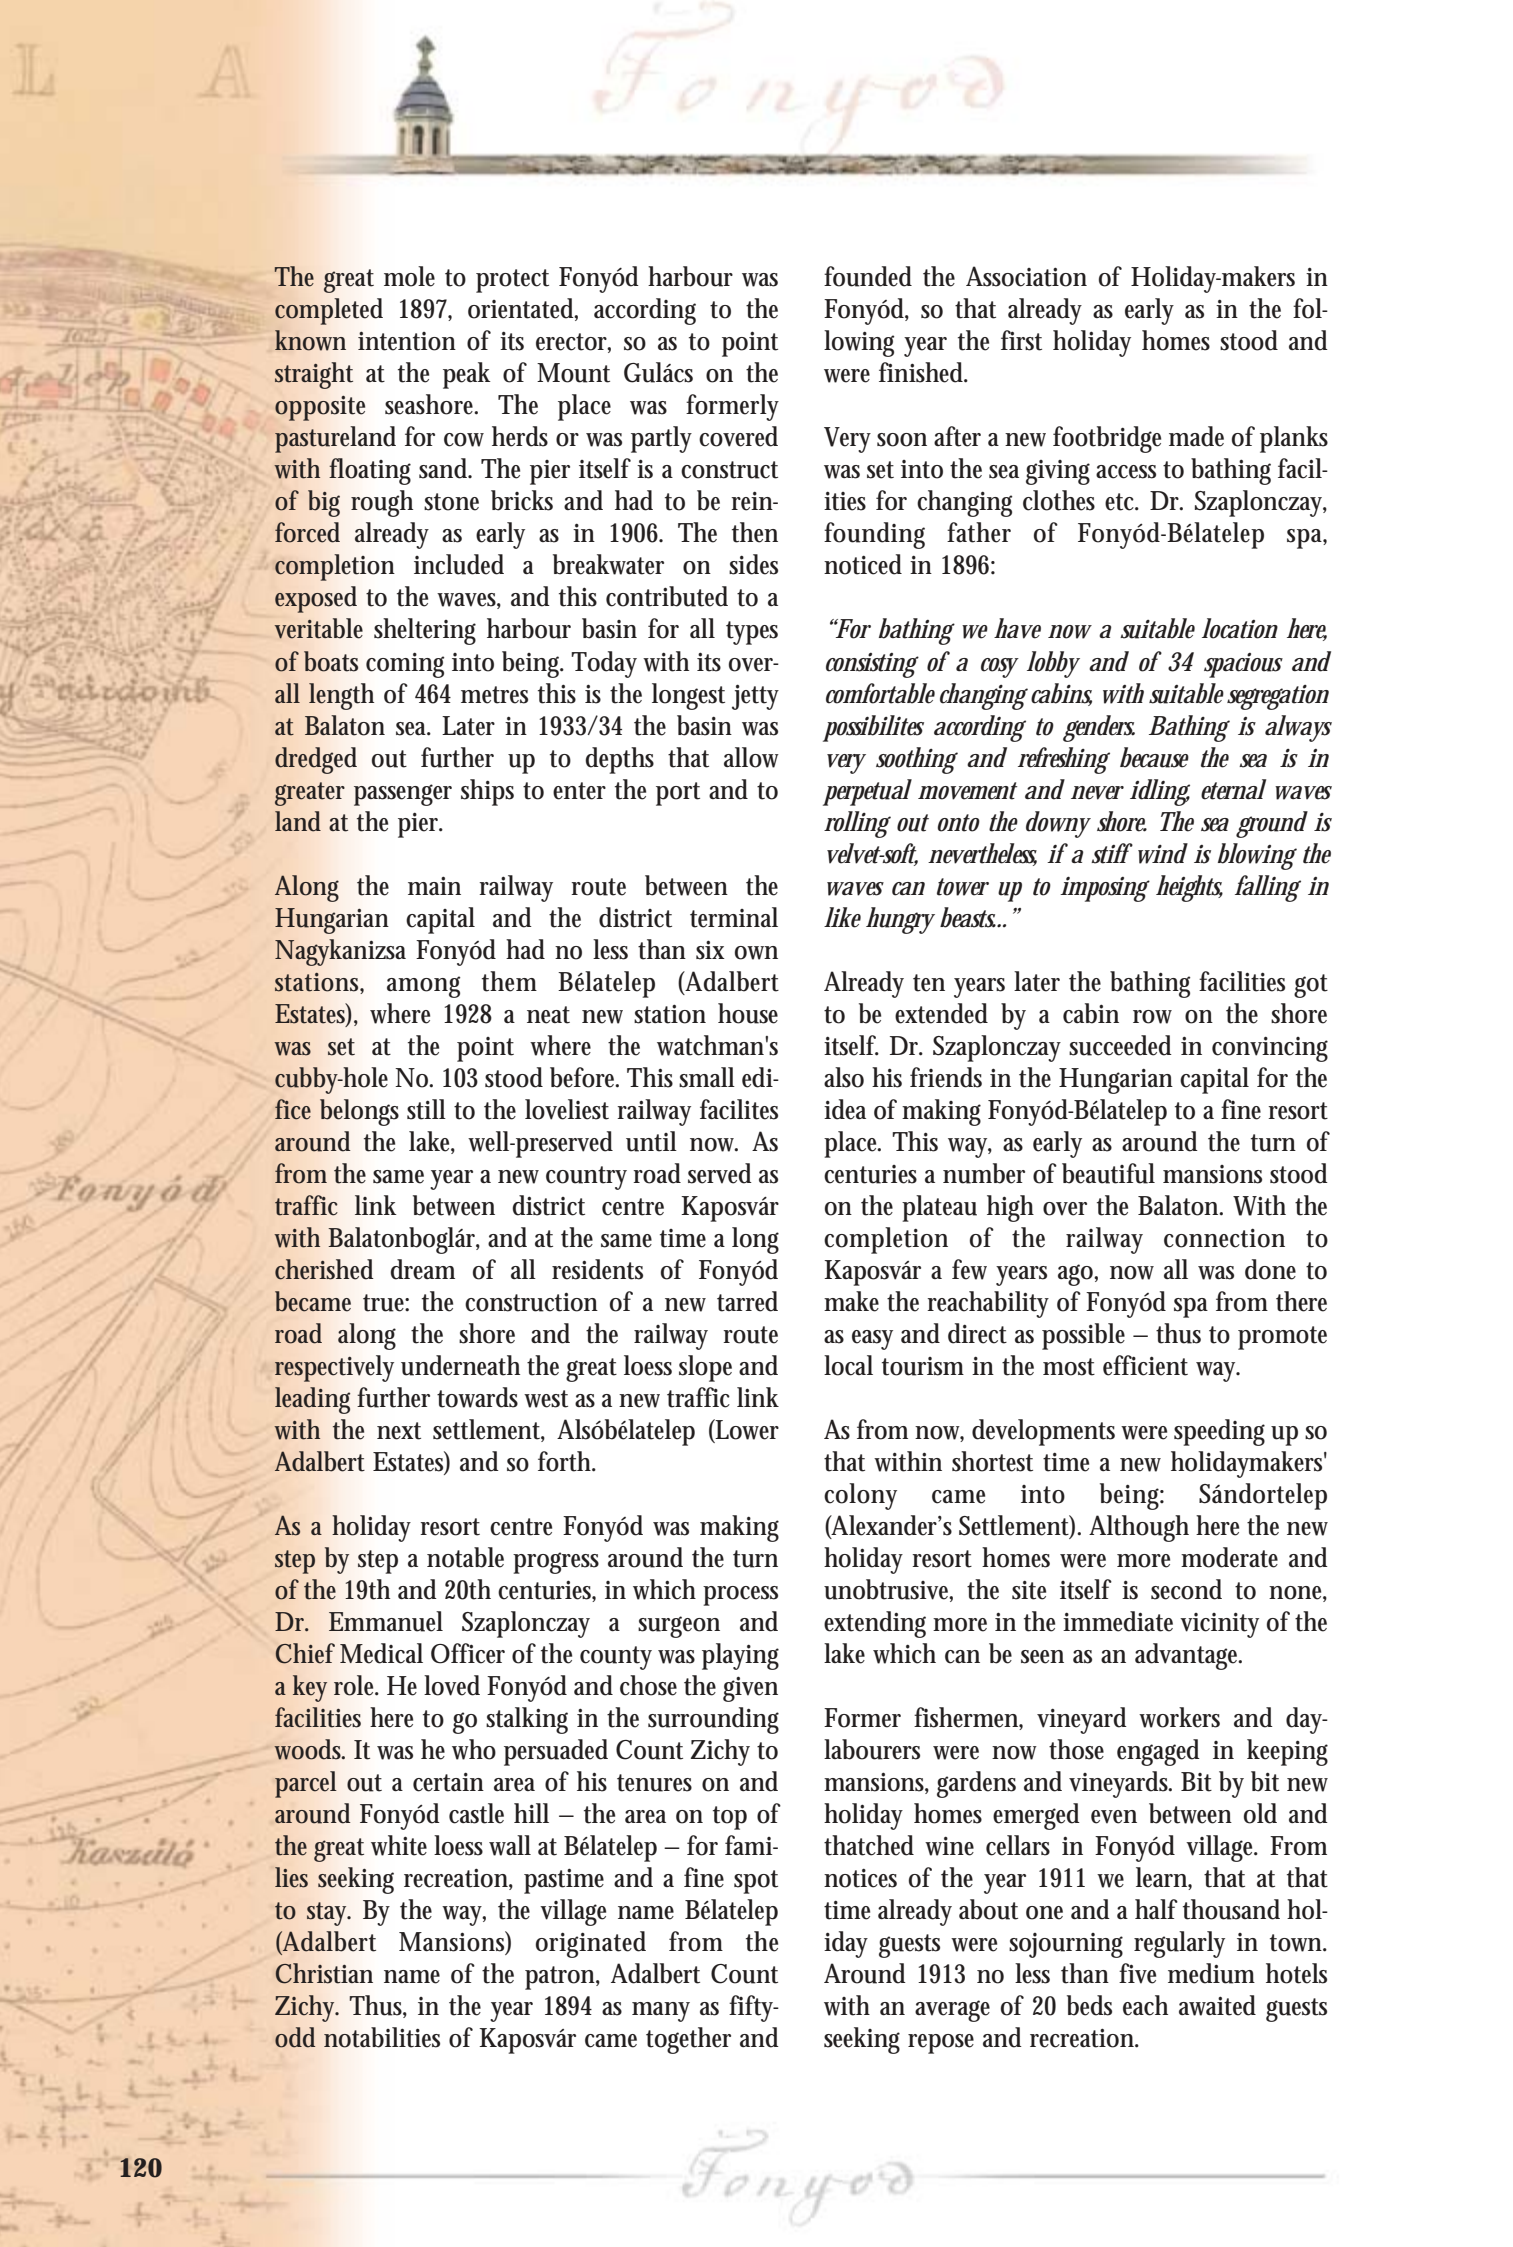 L A
Fonyod
The great mole to protect Fonyód harbour was
completed 1897, orientated, according to the
known intention of its erector, so as to point
straight at the peak of Mount Gulács on the
opposite seashore. The place was formerly
pastureland for cow herds or was partly covered
with floating sand. The pier itself is a construct
of big rough stone bricks and had to be rein-
forced already as early as in 1906. The then
completion included a breakwater on sides
exposed to the waves, and this contributed to a
veritable sheltering harbour basin for all types
of boats coming into being. Today with its over-
all length of 464 metres this is the longest jetty
at Balaton sea. Later in 1933/34 the basin was
dredged out further up to depths that allow
greater passenger ships to enter the port and to
land at the pier.
Along the main railway route between the
Hungarian capital and the district terminal
Nagykanizsa Fonyód had no less than six own
stations, among them Bélatelep (Adalbert
Estates), where 1928 a neat new station house
was set at the point where the watchman's
cubby-hole No. 103 stood before. This small edi-
fice belongs still to the loveliest railway facilites
around the lake, well-preserved until now. As
from the same year a new country road served as
traffic link between district centre Kaposvár
with Balatonboglár, and at the same time a long
cherished dream of all residents of Fonyód
became true: the construction of a new tarred
road along the shore and the railway route
respectively underneath the great loess slope and
leading further towards west as a new traffic link
with the next settlement, Alsóbélatelep (Lower
Adalbert Estates) and so forth.
As a holiday resort centre Fonyód was making
step by step a notable progress around the turn
of the 19th and 20th centuries, in which process
Dr. Emmanuel Szaplonczay a surgeon and
Chief Medical Officer of the county was playing
a key role. He loved Fonyód and chose the given
facilities here to go stalking in the surrounding
woods. It was he who persuaded Count Zichy to
parcel out a certain area of his tenures on and
around Fonyód castle hill – the area on top of
the great white loess wall at Bélatelep – for fami-
lies seeking recreation, pastime and a fine spot
to stay. By the way, the village name Bélatelep
(Adalbert Mansions) originated from the
Christian name of the patron, Adalbert Count
Zichy. Thus, in the year 1894 as many as fifty-
odd notabilities of Kaposvár came together and
founded the Association of Holiday-makers in
Fonyód, so that already as early as in the fol-
lowing year the first holiday homes stood and
were finished.
Very soon after a new footbridge made of planks
was set into the sea giving access to bathing facil-
ities for changing clothes etc. Dr. Szaplonczay,
founding father of Fonyód-Bélatelep spa,
noticed in 1896:
“For bathing we have now a suitable location here,
consisting of a cosy lobby and of 34 spacious and
comfortable changing cabins, with suitable segregation
possibilites according to genders. Bathing is always
very soothing and refreshing because the sea is in
perpetual movement and never idling, eternal waves
rolling out onto the downy shore. The sea ground is
velvet-soft, nevertheless, if a stiff wind is blowing the
waves can tower up to imposing heights, falling in
like hungry beasts...”
Already ten years later the bathing facilities got
to be extended by a cabin row on the shore
itself. Dr. Szaplonczay succeeded in convincing
also his friends in the Hungarian capital for the
idea of making Fonyód-Bélatelep to a fine resort
place. This way, as early as around the turn of
centuries a number of beautiful mansions stood
on the plateau high over the Balaton. With the
completion of the railway connection to
Kaposvár a few years ago, now all was done to
make the reachability of Fonyód spa from there
as easy and direct as possible – thus to promote
local tourism in the most efficient way.
As from now, developments were speeding up so
that within shortest time a new holidaymakers'
colony came into being: Sándortelep
(Alexander’s Settlement). Although here the new
holiday resort homes were more moderate and
unobtrusive, the site itself is second to none,
extending more in the immediate vicinity of the
lake which can be seen as an advantage.
Former fishermen, vineyard workers and day-
labourers were now those engaged in keeping
mansions, gardens and vineyards. Bit by bit new
holiday homes emerged even between old and
thatched wine cellars in Fonyód village. From
notices of the year 1911 we learn, that at that
time already about one and a half thousand hol-
iday guests were sojourning regularly in town.
Around 1913 no less than five medium hotels
with an average of 20 beds each awaited guests
seeking repose and recreation.
Fonyód
Kaszáló
120
Fonyod